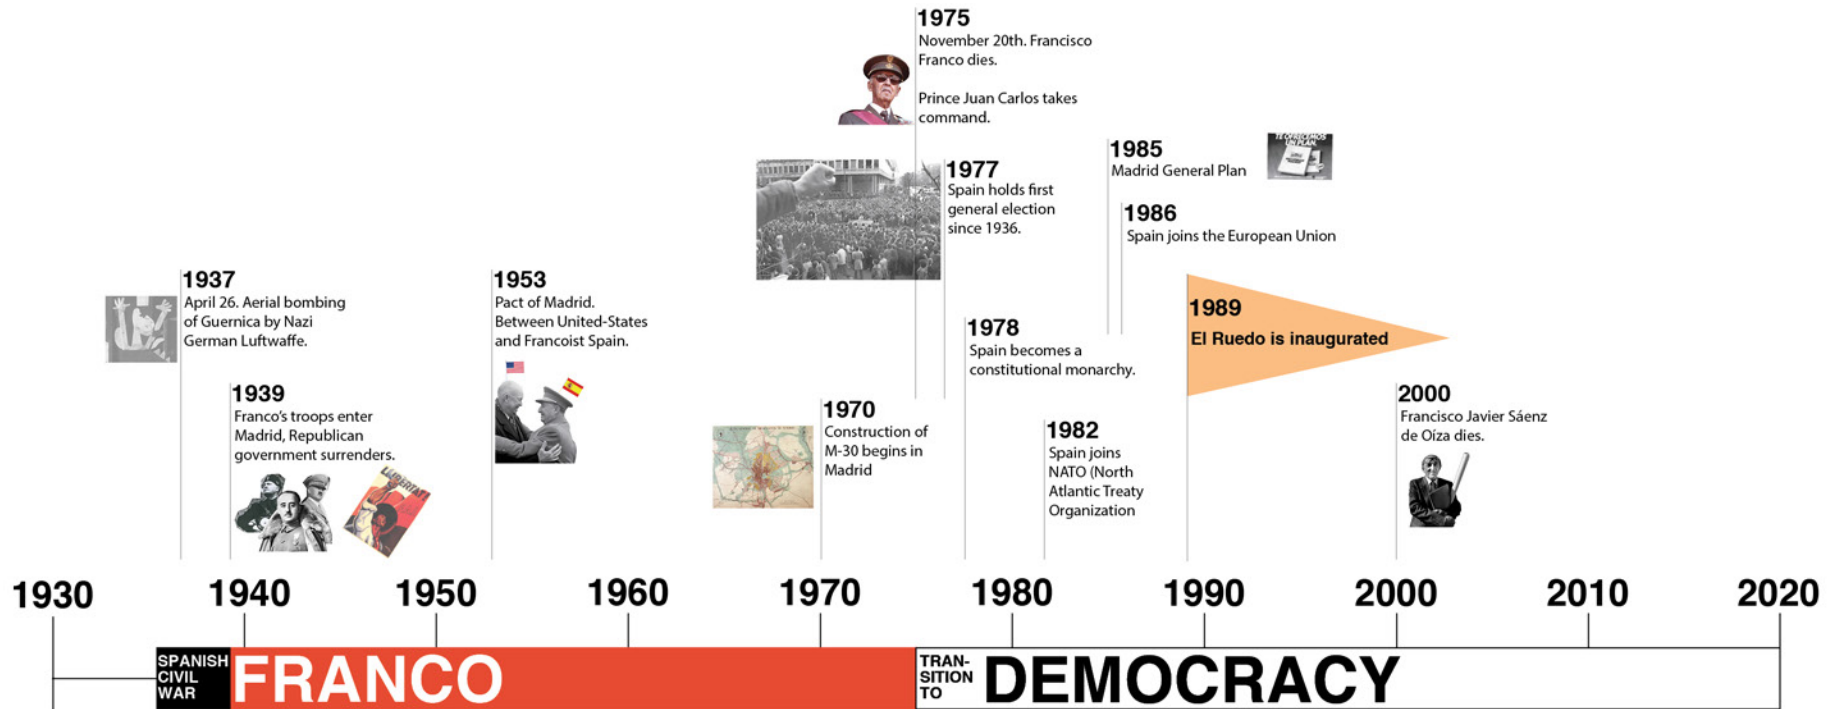 1975
November 20th. Francisco
Franco dies.
Prince Juan Carlos takes
command.
1977
Spain holds first
general election
since 1936.
1985
Madrid General Plan
TE OFRECEMOS
UN PLAN.
1986
Spain joins the European Union
1937
April 26. Aerial bombing
of Guernica by Nazi
German Luftwaffe.
1939
Franco's troops enter
Madrid, Republican
government surrenders.
LLIBERTAT!
1953
Pact of Madrid.
Between United-States
and Francoist Spain.
1970
Construction of
M-30 begins in
Madrid
1978
Spain becomes a
constitutional monarchy.
1982
Spain joins
NATO (North
Atlantic Treaty
Organization
1989
El Ruedo is inaugurated
2000
Francisco Javier Sáenz
de Oíza dies.
1930
1940
1950
1960
1970
1980
1990
2000
2010
2020
SPANISH
CIVIL
WAR
FRANCO
TRAN-
SITION
TO
DEMOCRACY